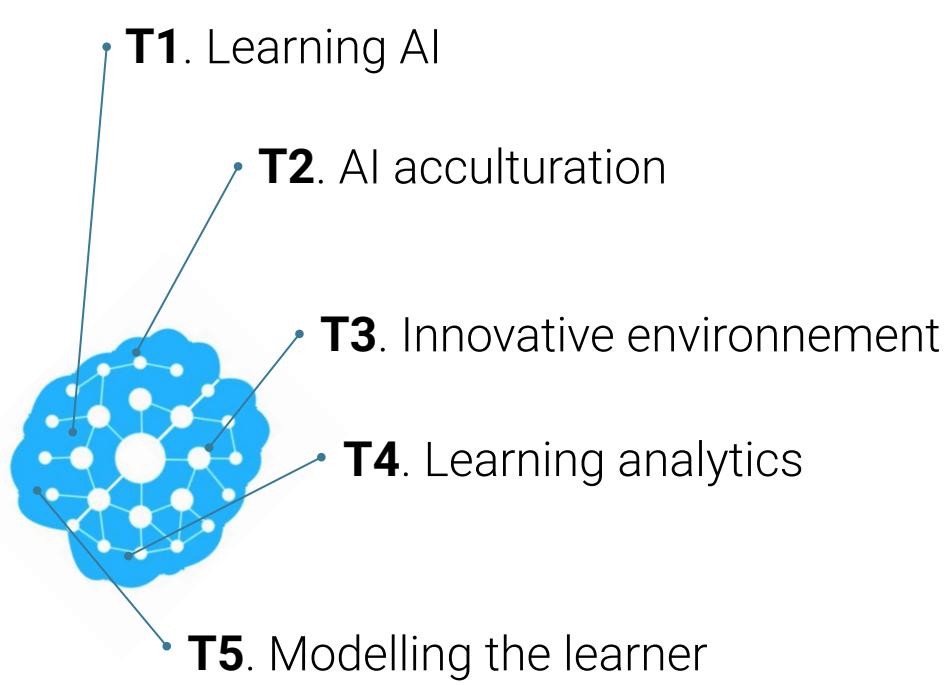 T1. Learning AI
T2. AI acculturation
T3. Innovative environnement
T4. Learning analytics
T5. Modelling the learner